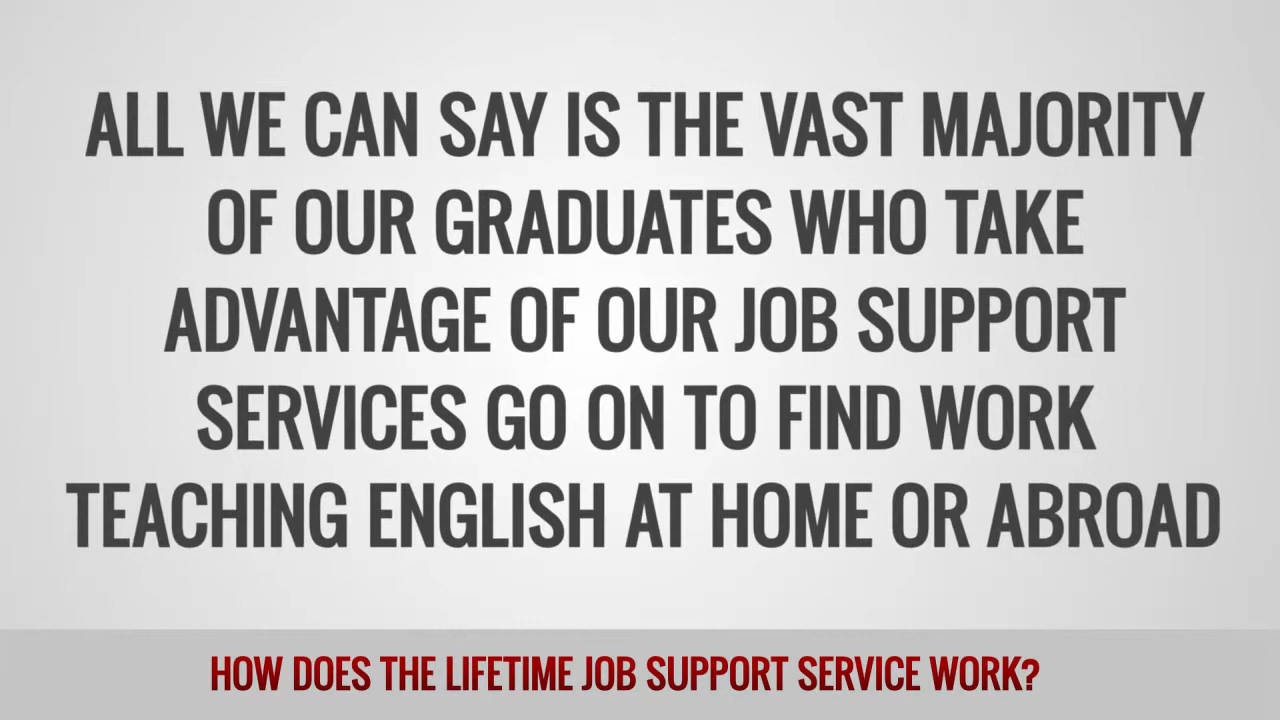 ALL WE CAN SAY IS THE VAST MAJORITY
OF OUR GRADUATES WHO TAKE
ADVANTAGE OF OUR JOB SUPPORT
SERVICES GO ON TO FIND WORK
TEACHING ENGLISH AT HOME OR ABROAD
HOW DOES THE LIFETIME JOB SUPPORT SERVICE WORK?